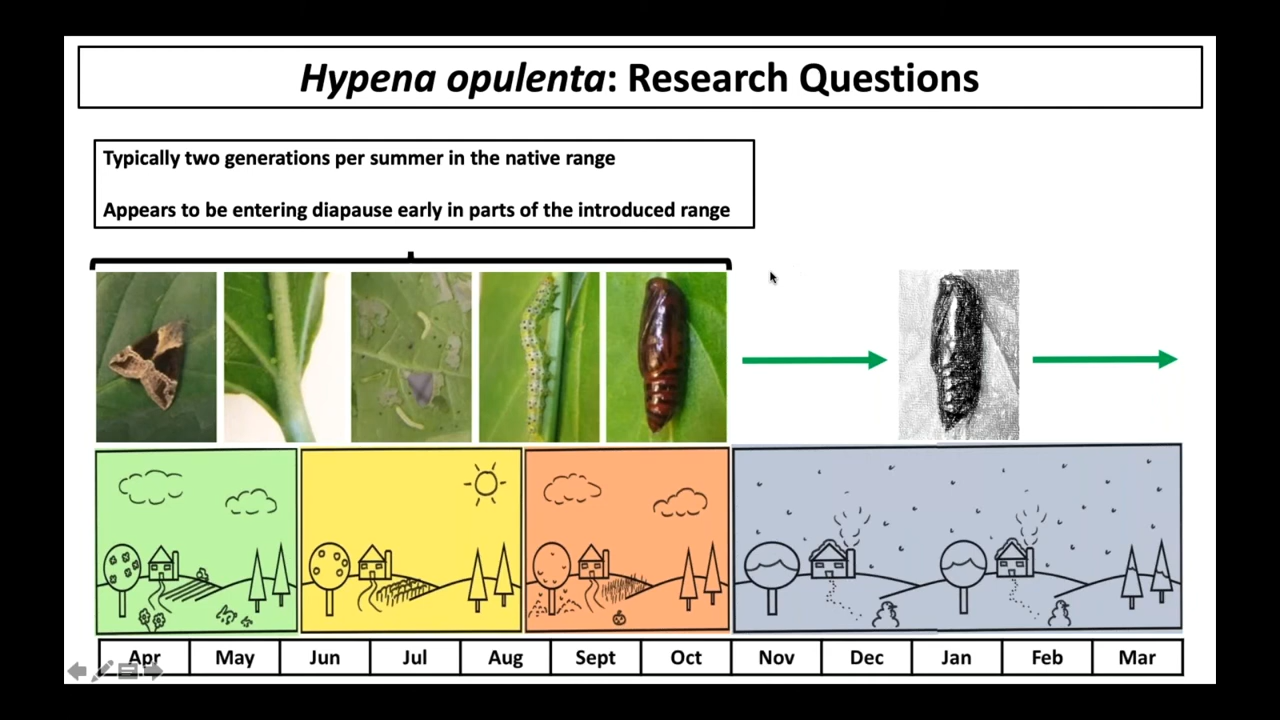 Hypena opulenta: Research Questions
Typically two generations per summer in the native range
Appears to be entering diapause early in parts of the introduced range
Apr May Jun Jul Aug Sept Oct Nov Dec Jan Feb Mar